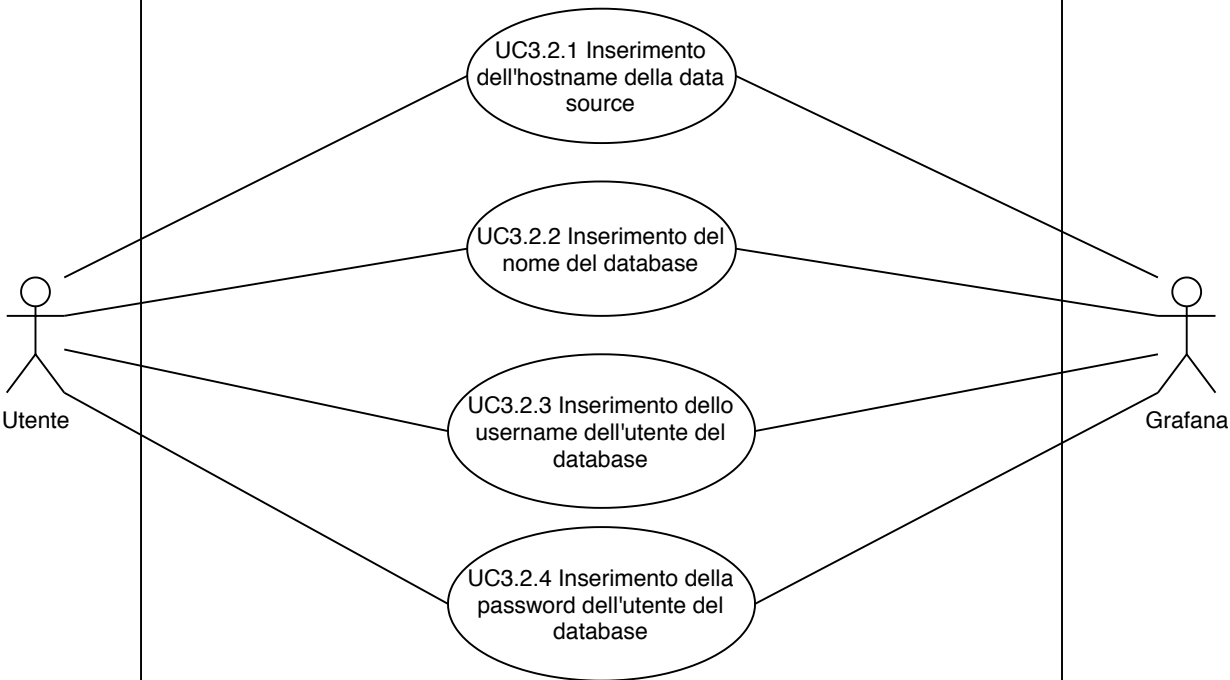 UC3.2.1 Inserimento
dell'hostname della data
source
UC3.2.2 Inserimento del
nome del database
UC3.2.3 Inserimento dello
username dell'utente del
database
Utente
Grafana
UC3.2.4 Inserimento della
password dell'utente del
database